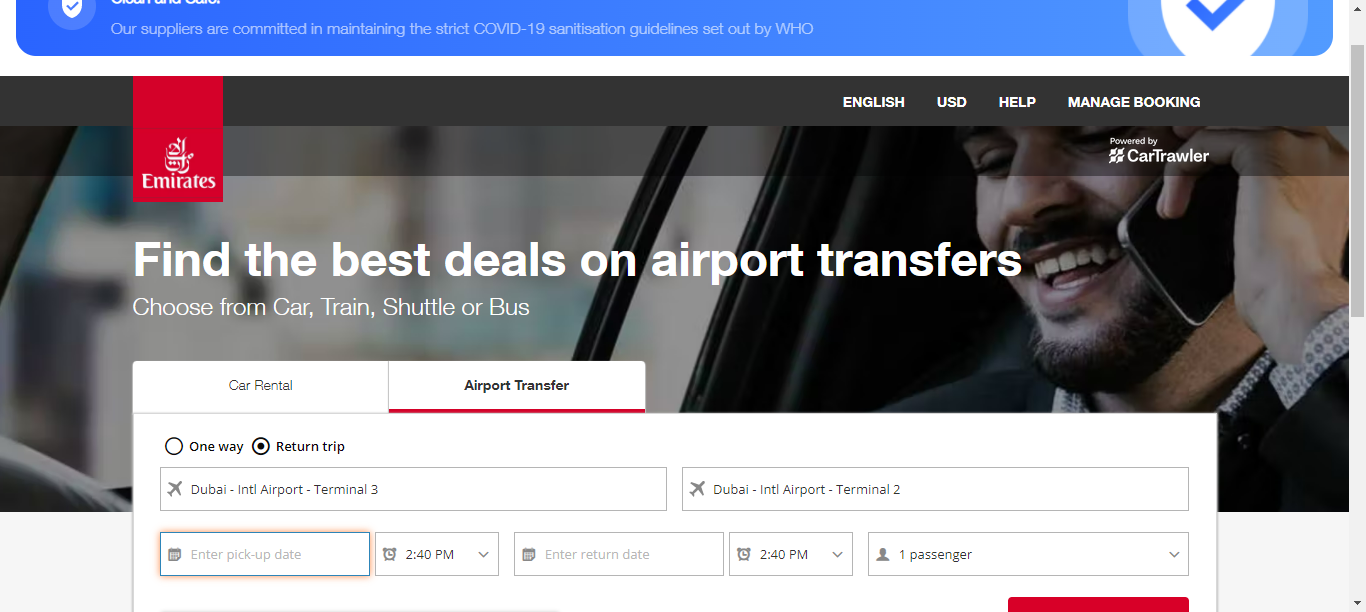 Clean and Safe!
Our suppliers are committed in maintaining the strict COVID-19 sanitisation guidelines set out by WHO
ENGLISH USD HELP MANAGE BOOKING
Powered by
CarTrawler
Emirates
Find the best deals on airport transfers
Choose from Car, Train, Shuttle or Bus
Car Rental Airport Transfer
One way Return trip
Dubai - Intl Airport - Terminal 3 Dubai - Intl Airport - Terminal 2
Enter pick-up date 2:40 PM Enter return date 2:40 PM 1 passenger